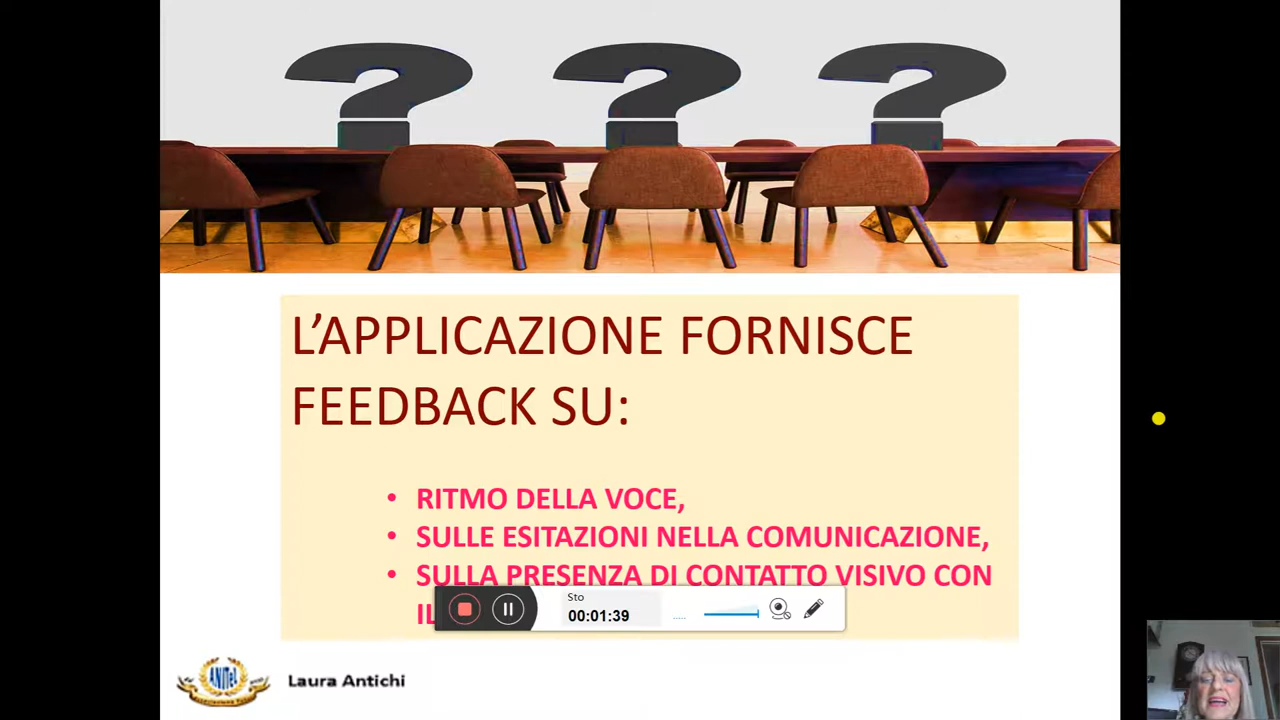 ? ? ?
L’APPLICAZIONE FORNISCE
FEEDBACK SU:
• RITMO DELLA VOCE,
• SULLE ESITAZIONI NELLA COMUNICAZIONE,
• SULLA PRESENZA DI CONTATTO VISIVO CON
IL
Sto
00:01:39
ANITeL
Laura Antichi